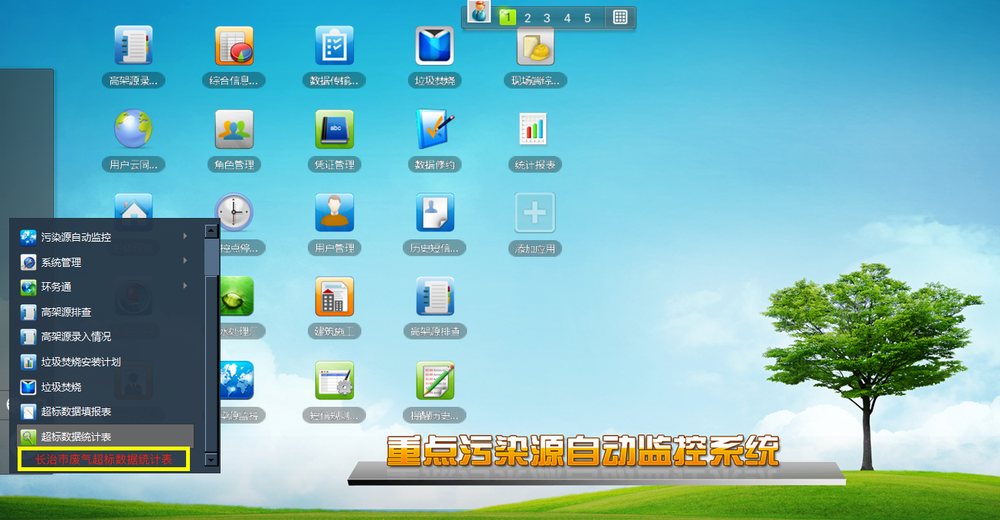 1 2 3 4 5
高架源录...
综合信息...
数据传输...
垃圾焚烧
现场端综...
abc
用户云同...
角色管理
凭证管理
数据修约
统计报表
控点停...
用户管理
历史短信...
添加应用
水处理厂
建筑施工
高架源排查
染源监控
短信规则...
提醒历史...
污染源自动监控
系统管理
环务通
高架源排查
高架源录入情况
垃圾焚烧安装计划
垃圾焚烧
超标数据填报表
超标数据统计表
长治市废气超标数据统计表
重点污染源自动监控系统